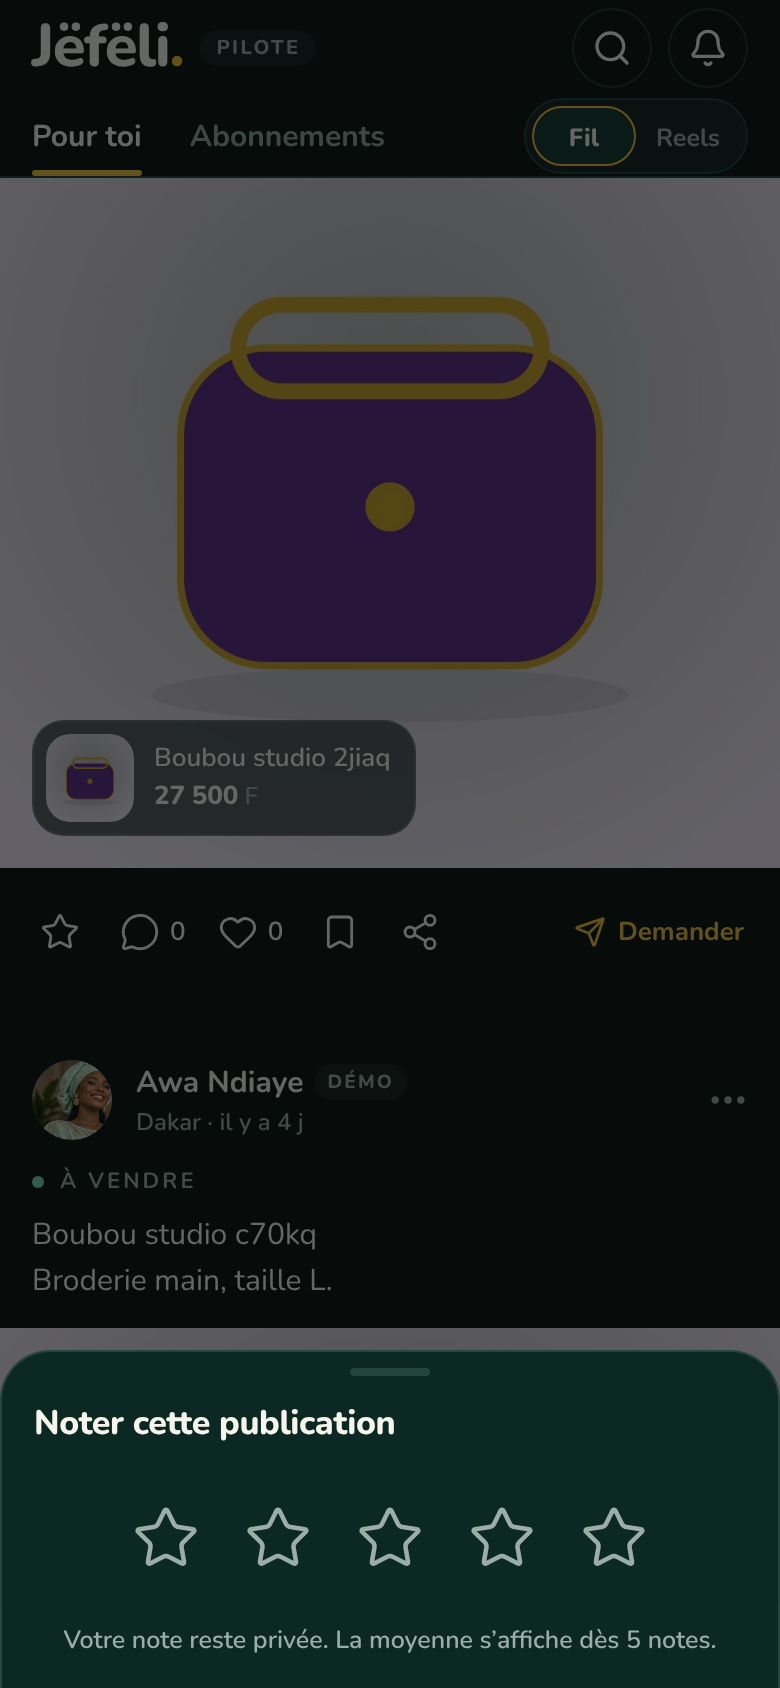 Jëfëli.
PILOTE
Pour toi
Abonnements
Fil
Reels
Boubou studio 2jiaq
27 500 F
0
0
Demander
Awa Ndiaye
DÉMO
Dakar · il y a 4 j
À VENDRE
Boubou studio c70kq
Broderie main, taille L.
Noter cette publication
Votre note reste privée. La moyenne s’affiche dès 5 notes.